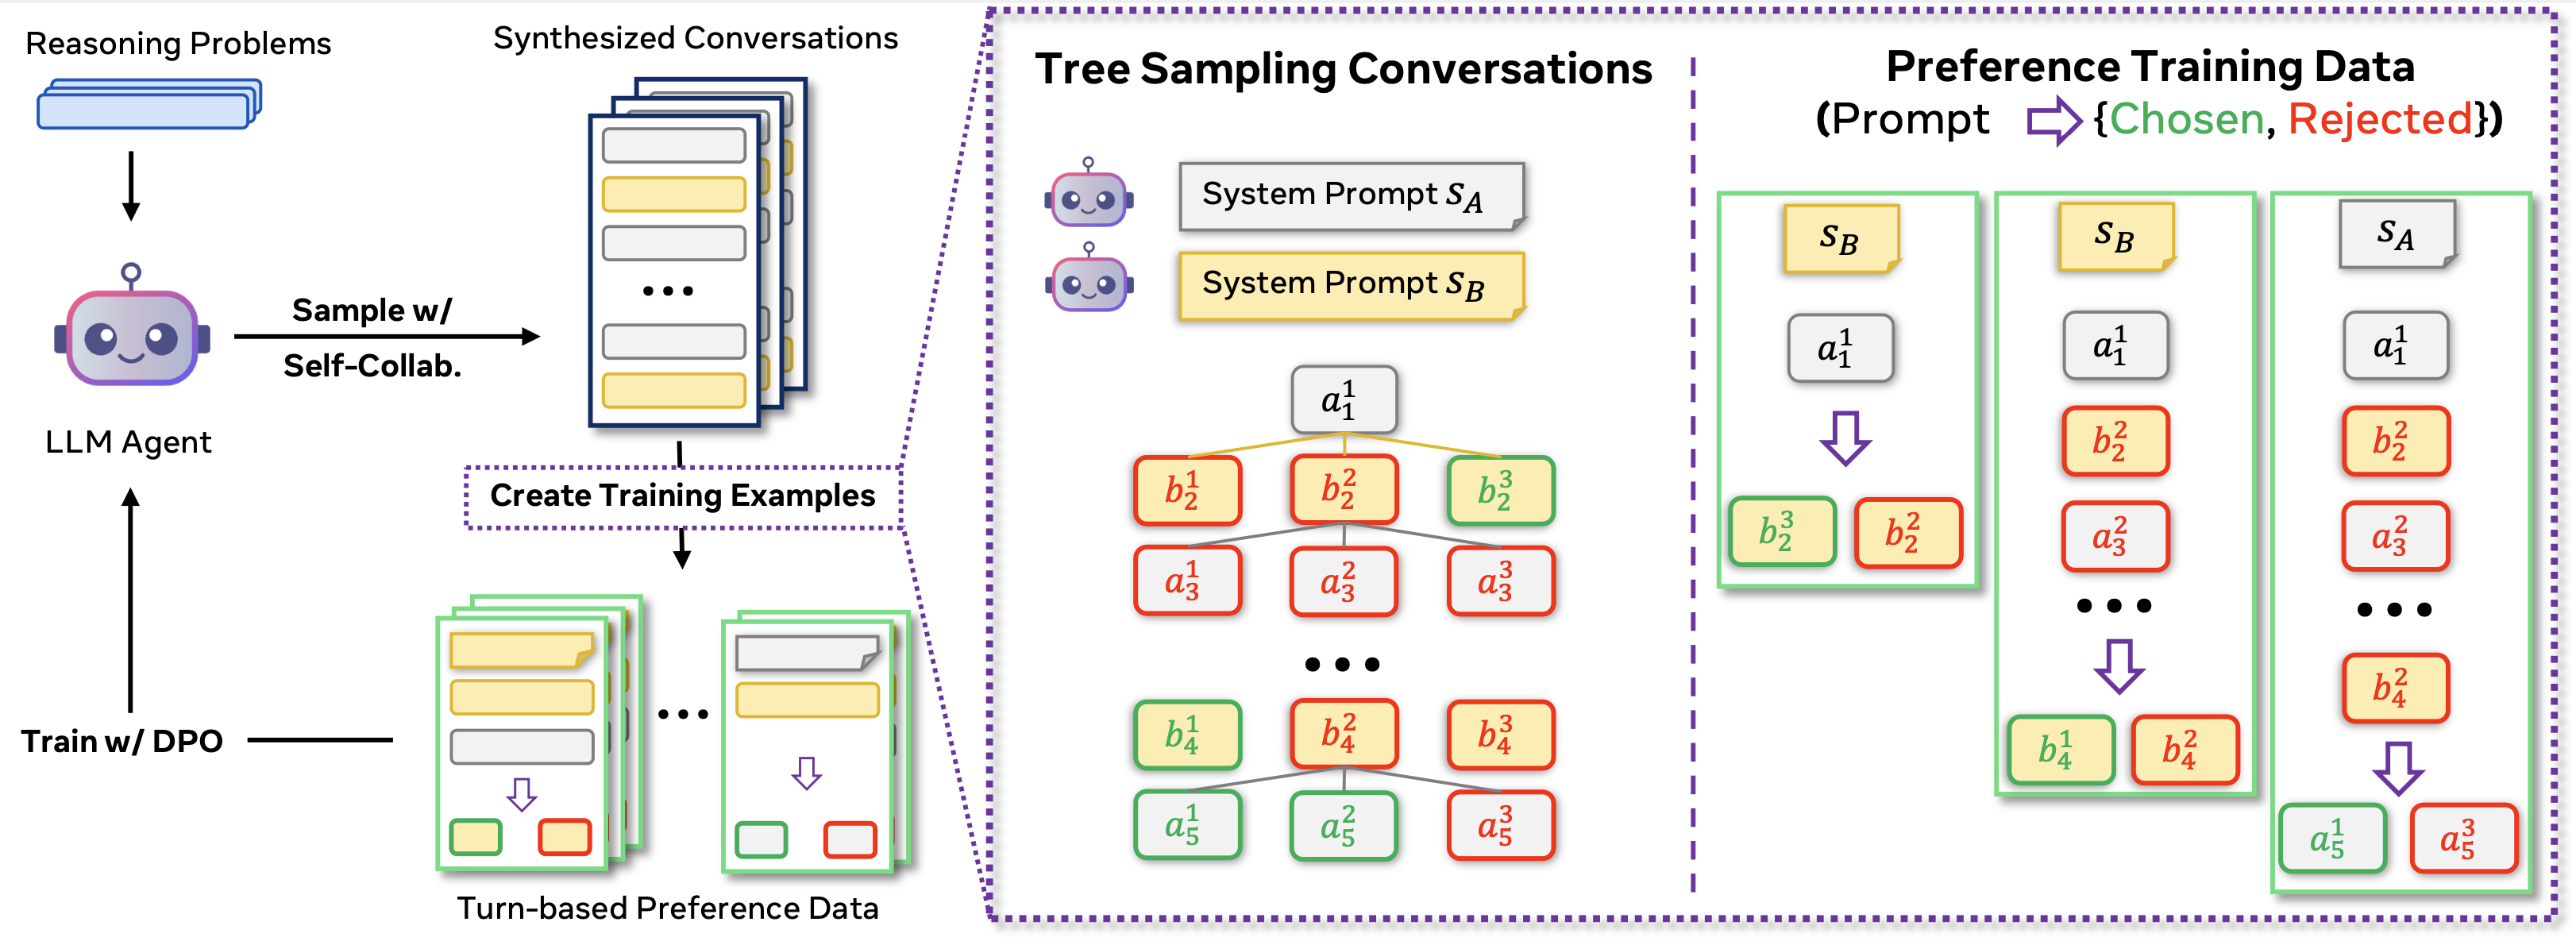 Reasoning Problems
LLM Agent
Sample w/
Self-Collab.
Synthesized Conversations
Create Training Examples
Train w/ DPO
Turn-based Preference Data
Tree Sampling Conversations
System Prompt s_A
System Prompt s_B
a_1^1
b_2^1 b_2^2 b_2^3
a_3^1 a_3^2 a_3^3
b_4^1 b_4^2 b_4^3
a_5^1 a_5^2 a_5^3
Preference Training Data
(Prompt ⇨ {Chosen, Rejected})
s_B
a_1^1
b_2^3 b_2^2
s_B
a_1^1
b_2^2
a_3^2
b_4^1 b_4^2
s_A
a_1^1
b_2^2
a_3^2
b_4^2
a_5^1 a_5^3